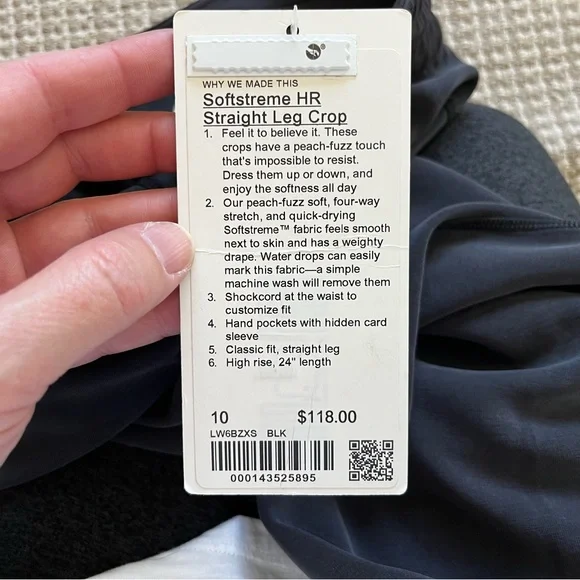 WHY WE MADE THIS
Softstreme HR
Straight Leg Crop
1. Feel it to believe it. These
crops have a peach-fuzz touch
that's impossible to resist.
Dress them up or down, and
enjoy the softness all day
2. Our peach-fuzz soft, four-way
stretch, and quick-drying
Softstreme™ fabric feels smooth
next to skin and has a weighty
drape. Water drops can easily
mark this fabric—a simple
machine wash will remove them
3. Shockcord at the waist to
customize fit
4. Hand pockets with hidden card
sleeve
5. Classic fit, straight leg
6. High rise, 24" length
10 $118.00
LW6BZXS BLK
000143525895